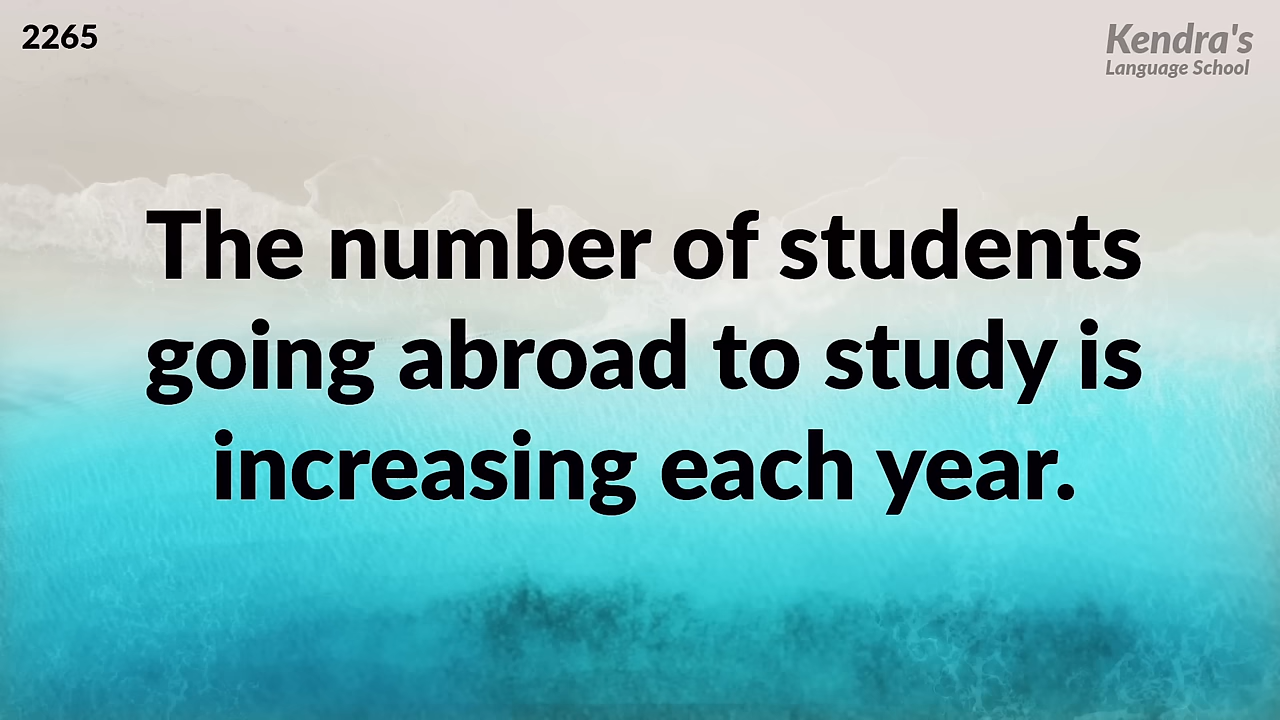 2265
Kendra's
Language School
The number of students
going abroad to study is
increasing each year.